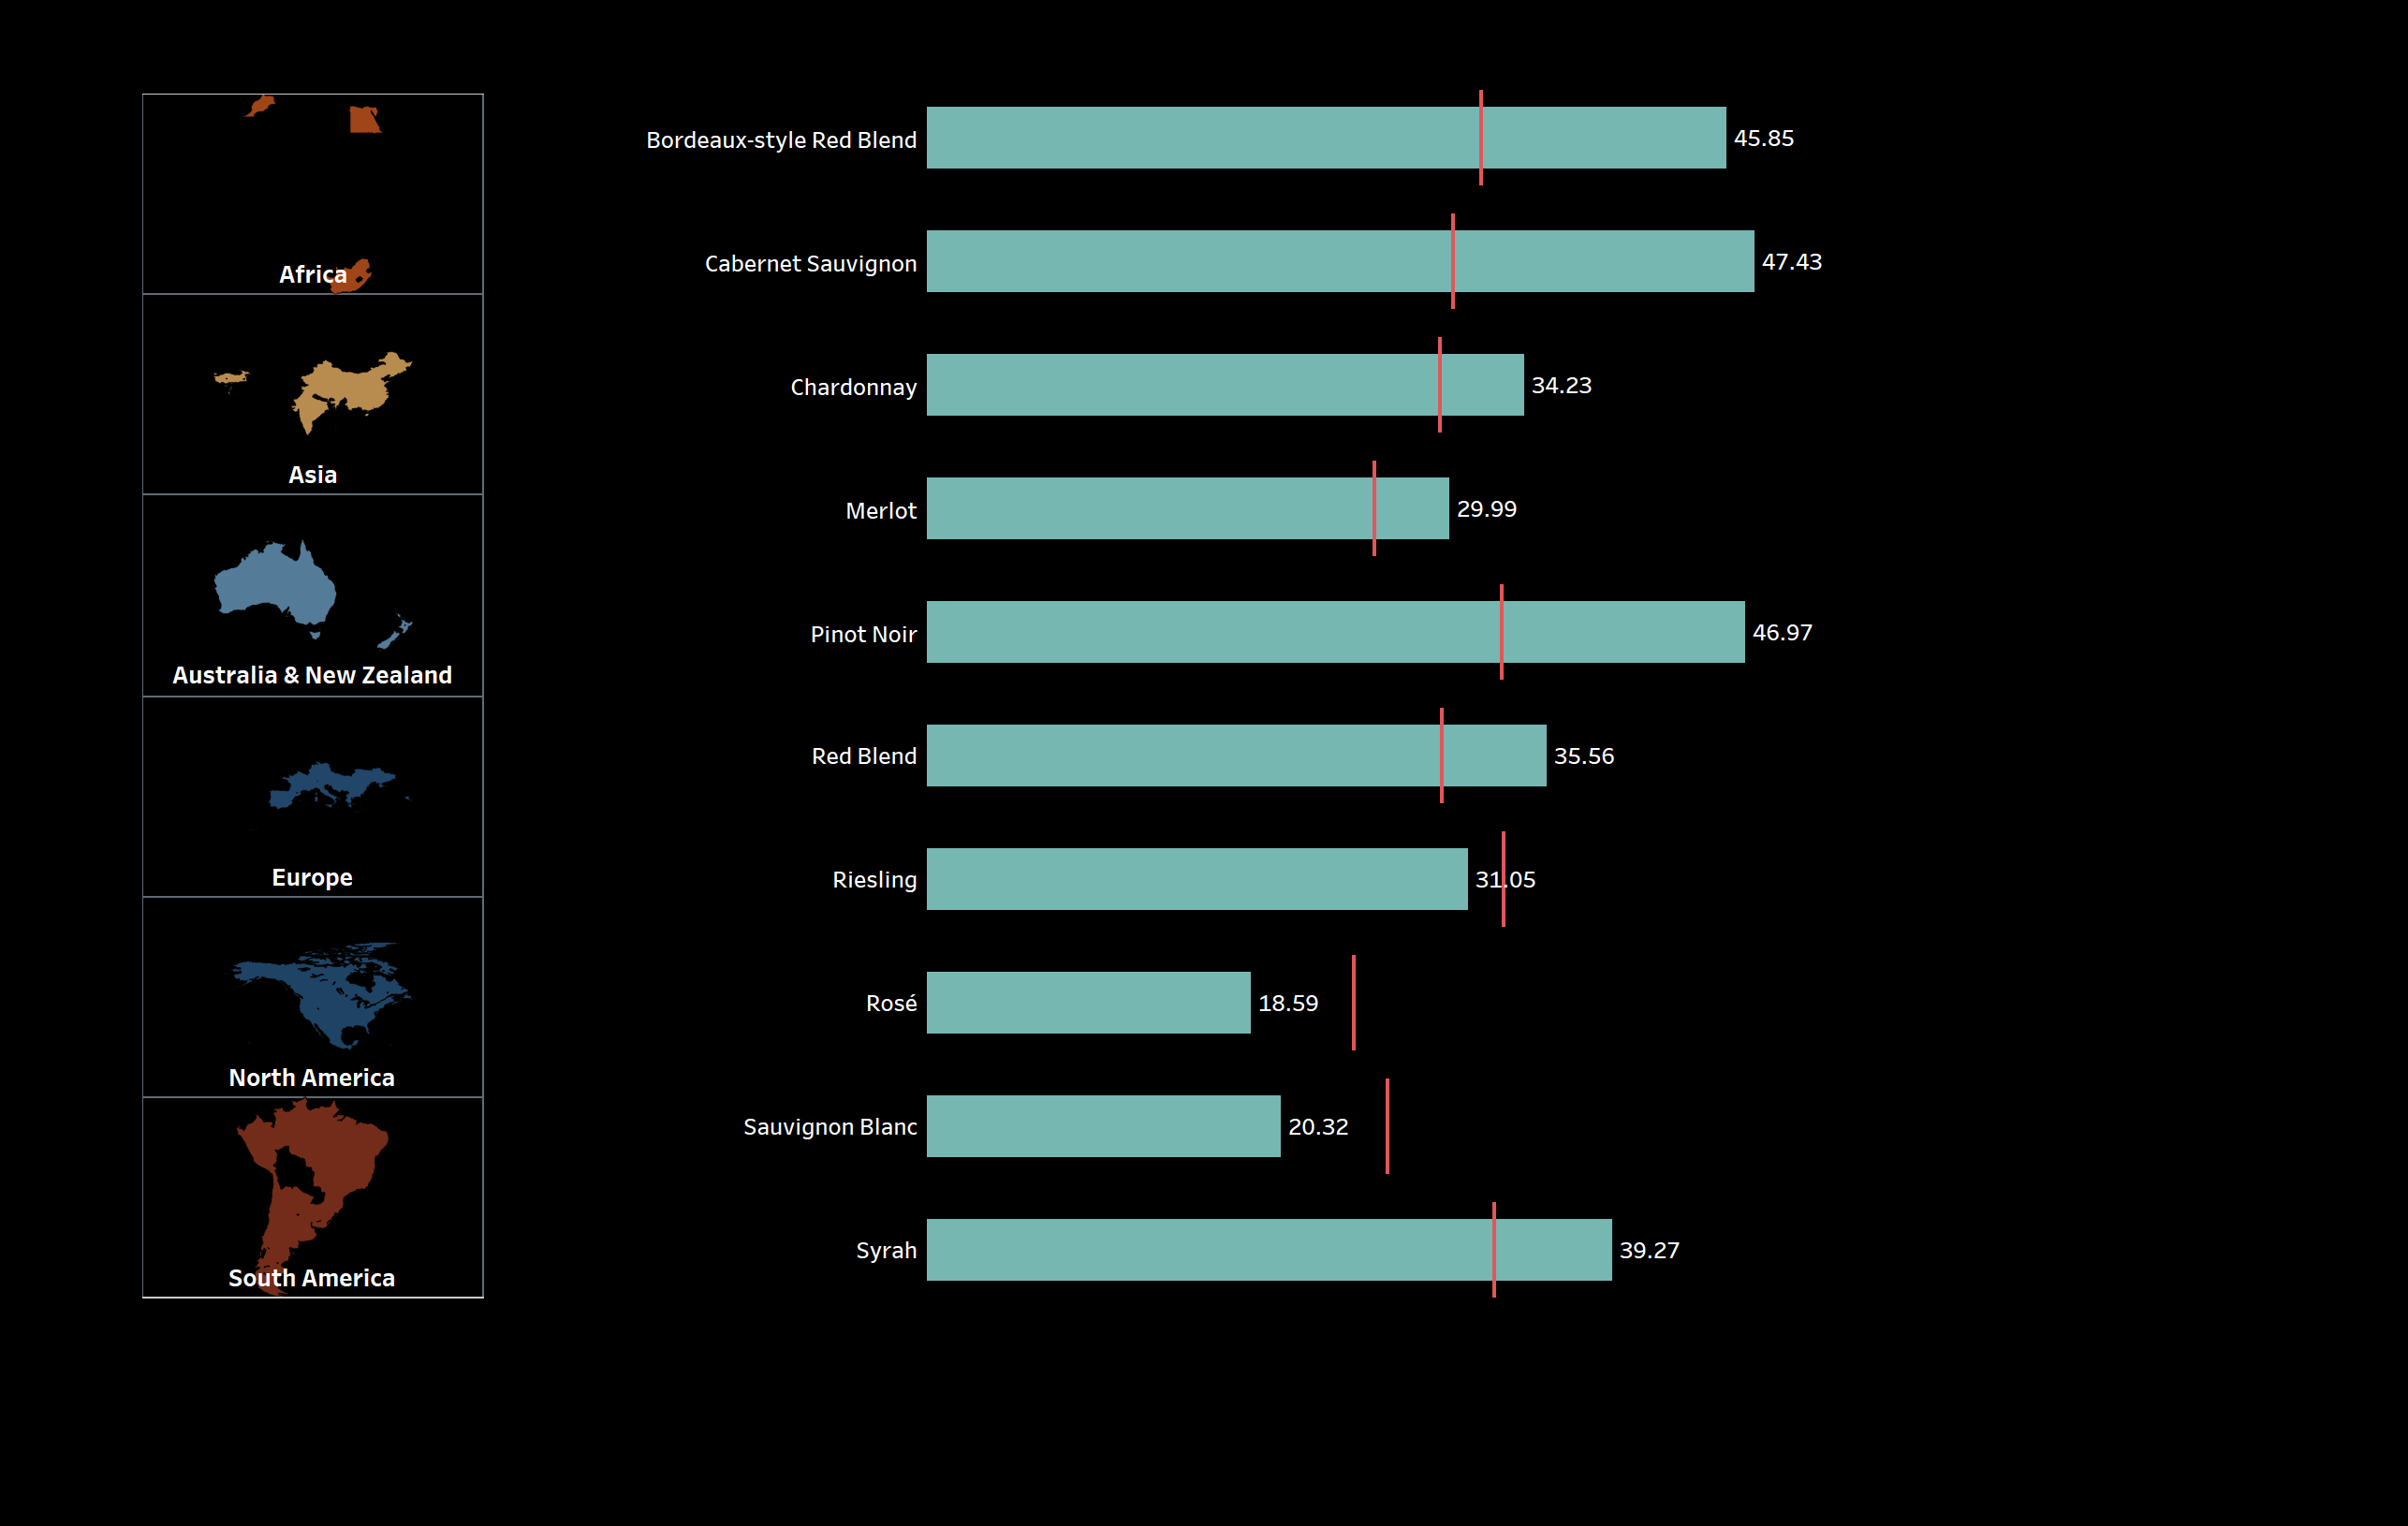 Africa
Asia
Australia & New Zealand
Europe
North America
South America
Bordeaux-style Red Blend 45.85
Cabernet Sauvignon 47.43
Chardonnay 34.23
Merlot 29.99
Pinot Noir 46.97
Red Blend 35.56
Riesling 31.05
Rosé 18.59
Sauvignon Blanc 20.32
Syrah 39.27